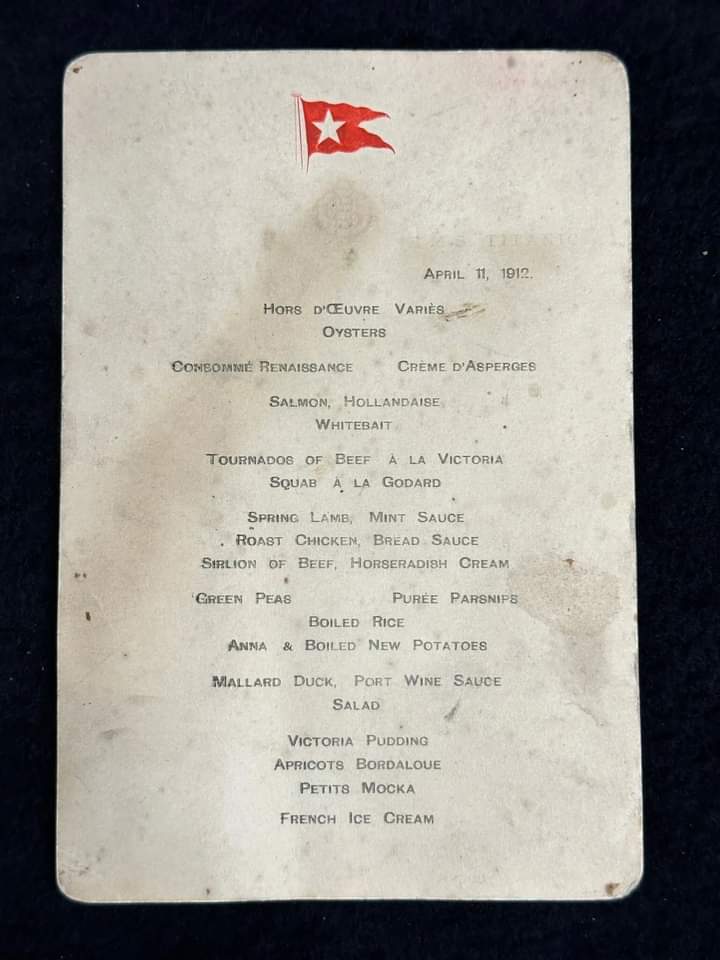 April 11, 1912.
Hors d'Œuvre Variès
Oysters
Consommé Renaissance Crème d'Asperges
Salmon, Hollandaise
Whitebait
Tournados of Beef à la Victoria
Squab à la Godard
Spring Lamb, Mint Sauce
Roast Chicken, Bread Sauce
Sirlion of Beef, Horseradish Cream
Green Peas Purée Parsnips
Boiled Rice
Anna & Boiled New Potatoes
Mallard Duck, Port Wine Sauce
Salad
Victoria Pudding
Apricots Bordaloue
Petits Mocka
French Ice Cream